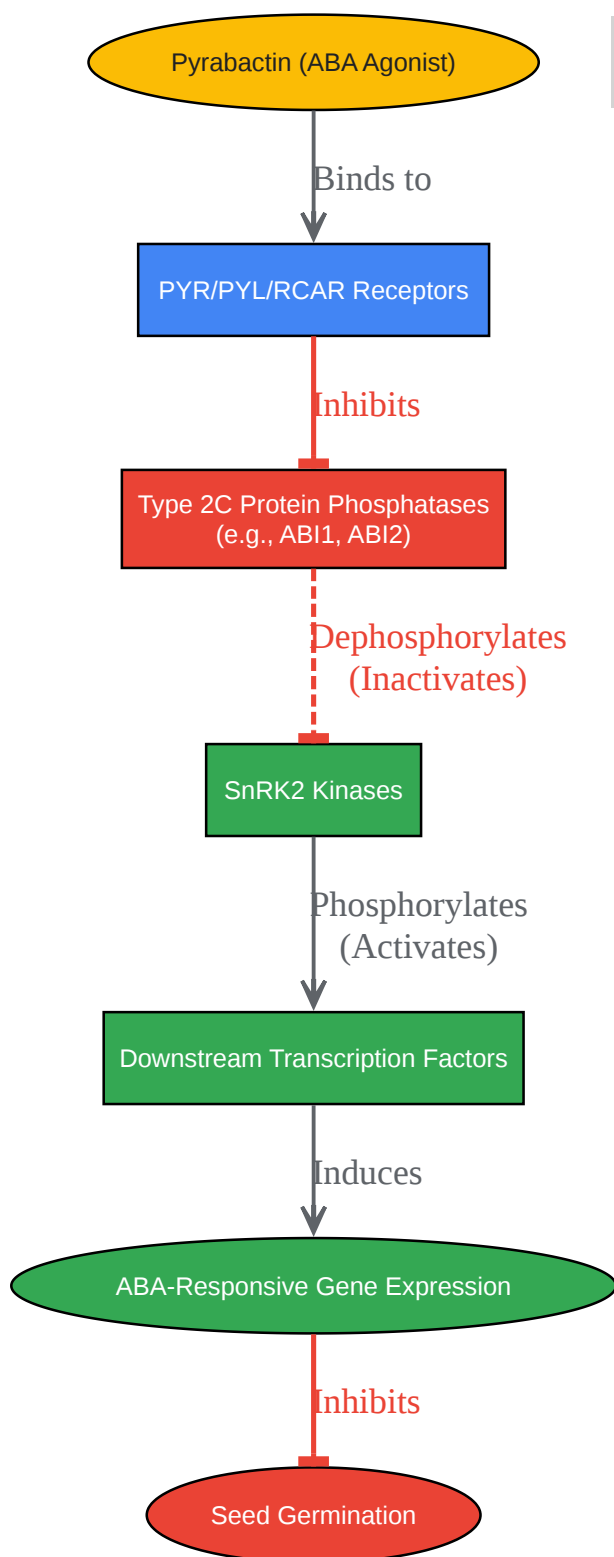 Pyrabactin (ABA Agonist)
Binds to
PYR/PYL/RCAR Receptors
Inhibits
Type 2C Protein Phosphatases
(e.g., ABI1, ABI2)
Dephosphorylates
(Inactivates)
SnRK2 Kinases
Phosphorylates
(Activates)
Downstream Transcription Factors
Induces
ABA-Responsive Gene Expression
Inhibits
Seed Germination